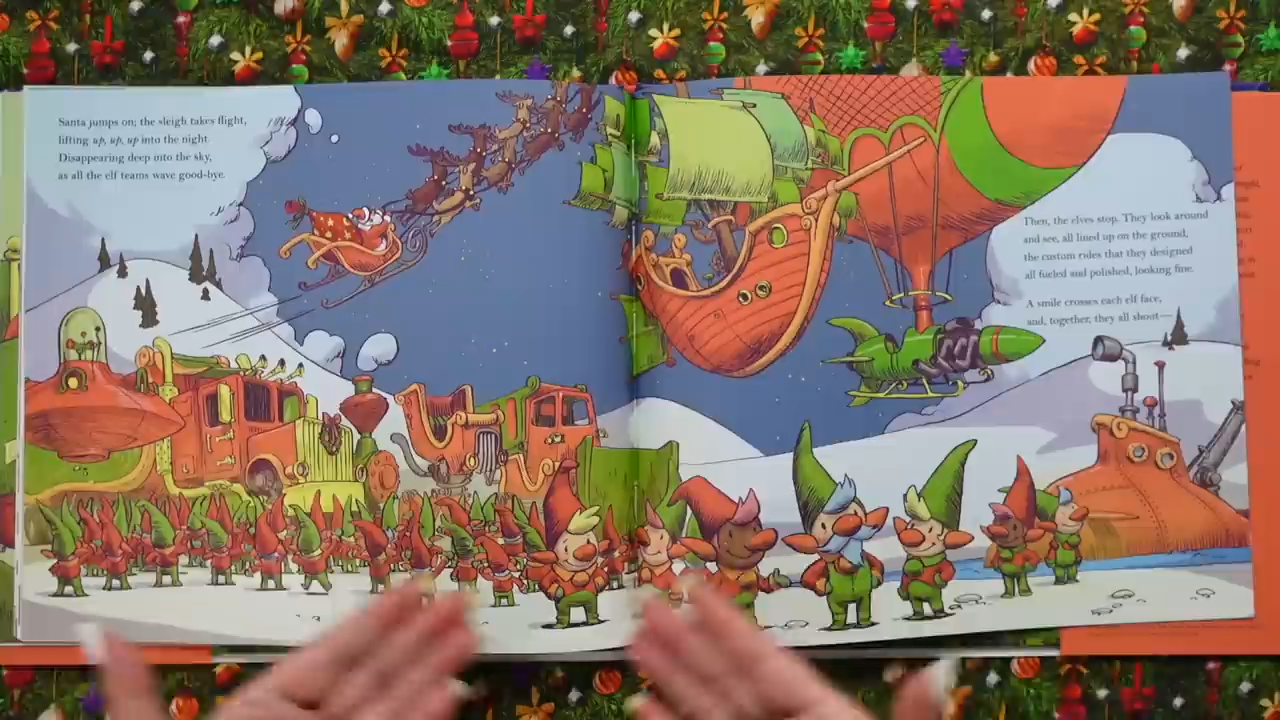 Santa jumps on; the sleigh takes flight,
lifting up, up, up into the night.
Disappearing deep into the sky,
as all the elf teams wave good-bye.
Then, the elves stop. They look around
and see, all lined up on the ground,
the custom rides that they designed
all fueled and polished, looking fine.
A smile crosses each elf face,
and, together, they all shout—